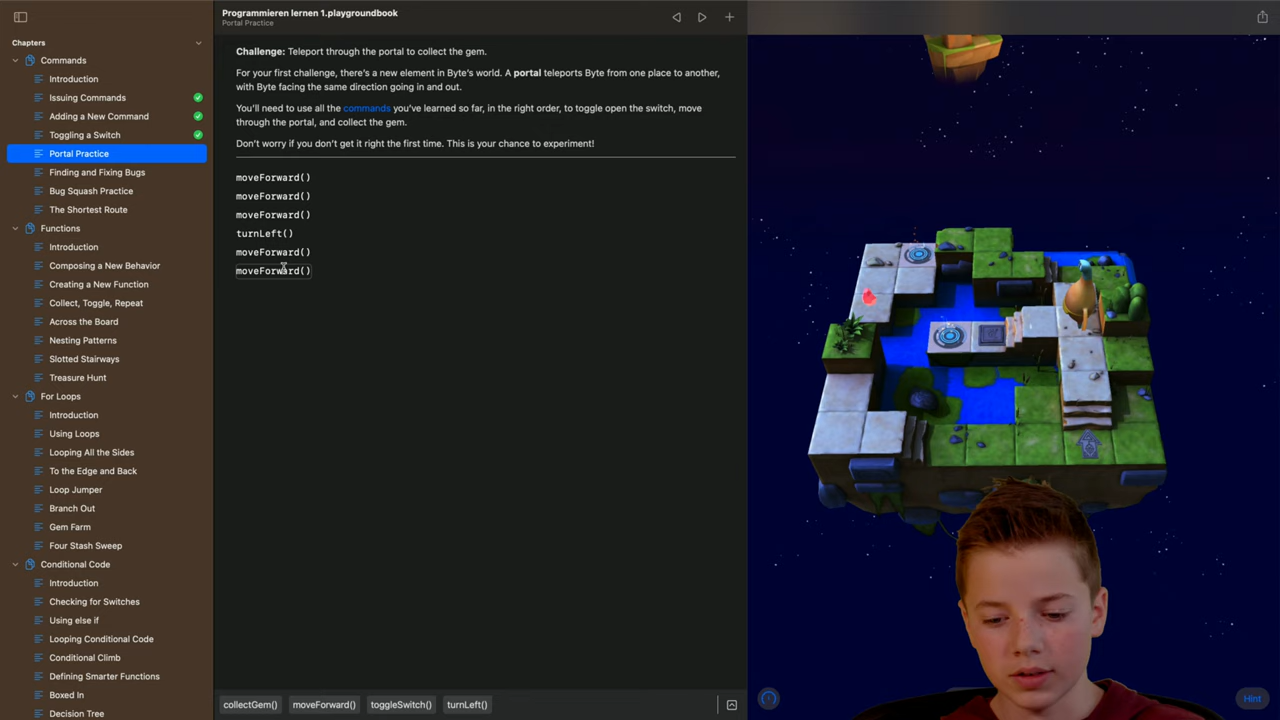 Programmieren lernen 1.playgroundbook
Portal Practice
Chapters
Commands
Introduction
Issuing Commands
Adding a New Command
Toggling a Switch
Portal Practice
Finding and Fixing Bugs
Bug Squash Practice
The Shortest Route
Functions
Introduction
Composing a New Behavior
Creating a New Function
Collect, Toggle, Repeat
Across the Board
Nesting Patterns
Slotted Stairways
Treasure Hunt
For Loops
Introduction
Using Loops
Looping All the Sides
To the Edge and Back
Loop Jumper
Branch Out
Gem Farm
Four Stash Sweep
Conditional Code
Introduction
Checking for Switches
Using else if
Looping Conditional Code
Conditional Climb
Defining Smarter Functions
Boxed In
Decision Tree
Challenge: Teleport through the portal to collect the gem.
For your first challenge, there's a new element in Byte's world. A portal teleports Byte from one place to another,
with Byte facing the same direction going in and out.
You'll need to use all the commands you've learned so far, in the right order, to toggle open the switch, move
through the portal, and collect the gem.
Don't worry if you don't get it right the first time. This is your chance to experiment!
moveForward()
moveForward()
moveForward()
turnLeft()
moveForward()
moveForward()
collectGem()
moveForward()
toggleSwitch()
turnLeft()
Hint